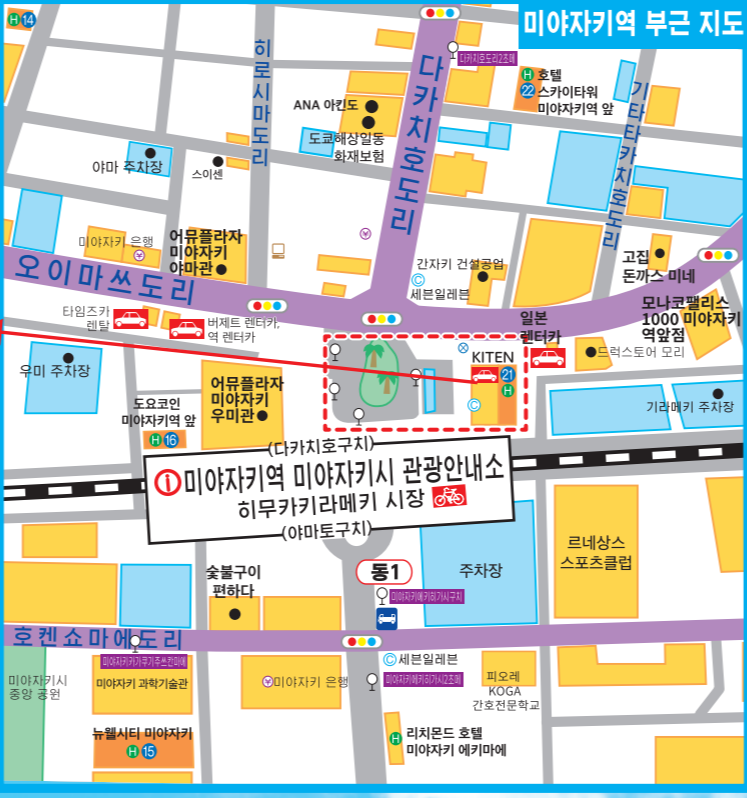 미야자키역 부근 지도
H 14
히로시마도리
다카치호도리
다카치호도리2초메
H 호텔
22 스카이타워
미야자키역 앞
기타타카치호도리
ANA 아킨도
도쿄해상일동
화재보험
야마 주차장
스이센
미야자키 은행
어뮤플라자
미야자키
야마관
오이마쓰도리
간자키 건설공업
세븐일레븐
고집
돈까스 미네
모나코팰리스
1000 미야자키
역앞점
타임즈카
렌탈
버제트 렌터카,
역 렌터카
일본
렌터카
KITEN
21
H
드럭스토어 모리
우미 주차장
어뮤플라자
미야자키
우미관
도요코인
미야자키역 앞
H 16
기라메키 주차장
(다카치호구치)
i 미야자키역 미야자키시 관광안내소
히무카키라메키 시장
(야마토구치)
동1
주차장
르네상스
스포츠클럽
숯불구이
편하다
미야자키에키히가시구치
호켄쇼마에도리
미야자키시
중앙 공원
미야자키 과학기술관
미야자키 은행
세븐일레븐
미야자키에키히가시2초메
피오레
KOGA
간호전문학교
뉴웰시티 미야자키
H 15
H 리치몬드 호텔
미야자키 에키마에